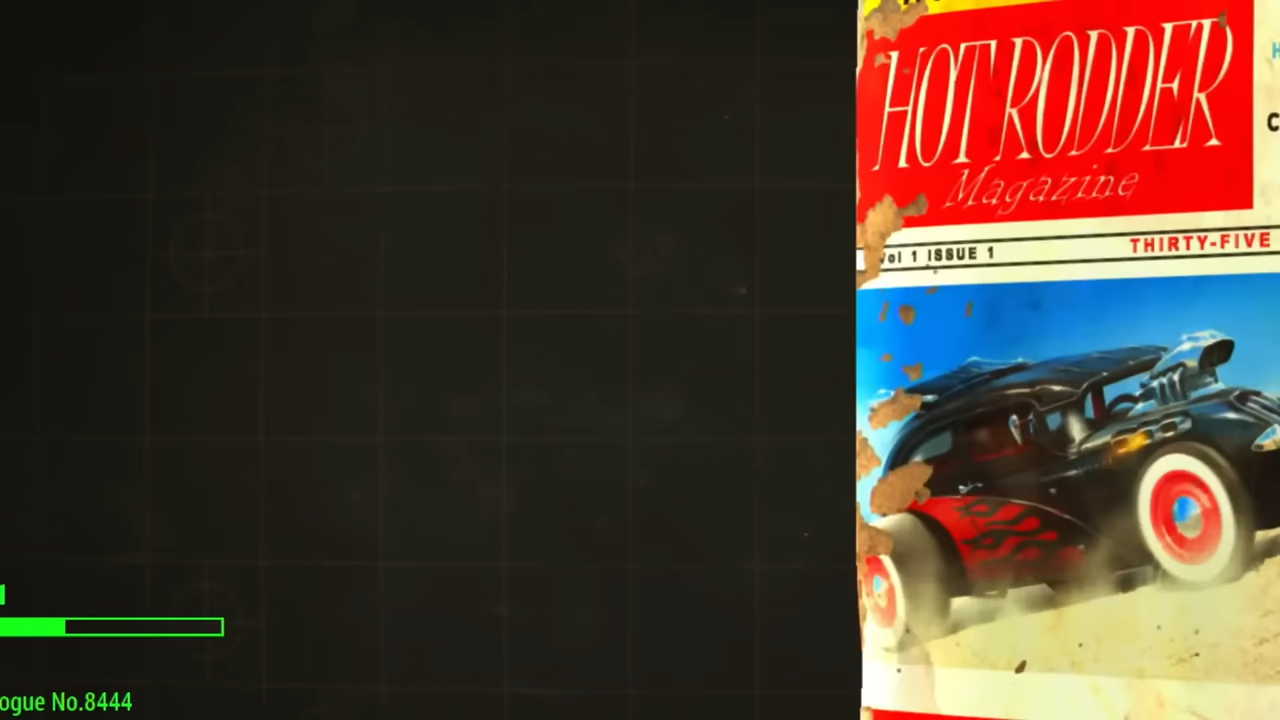 HOT RODDER
Magazine
Vol 1 ISSUE 1
THIRTY-FIVE
ogue No.8444